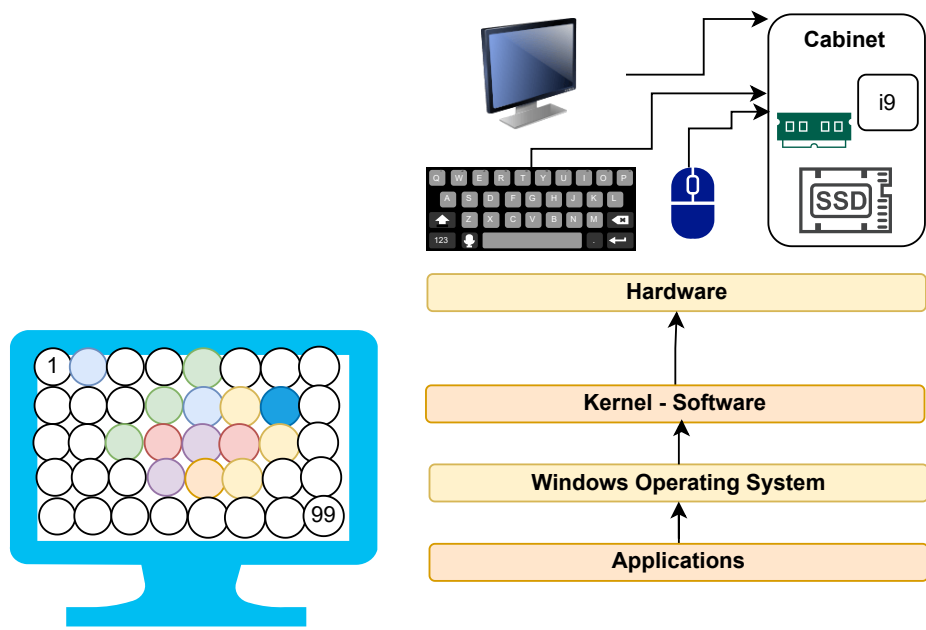 Cabinet
i9
SSD
Q W E R T Y U I O P
A S D F G H J K L
Z X C V B N M
123 .
Hardware
Kernel - Software
Windows Operating System
Applications
1
99